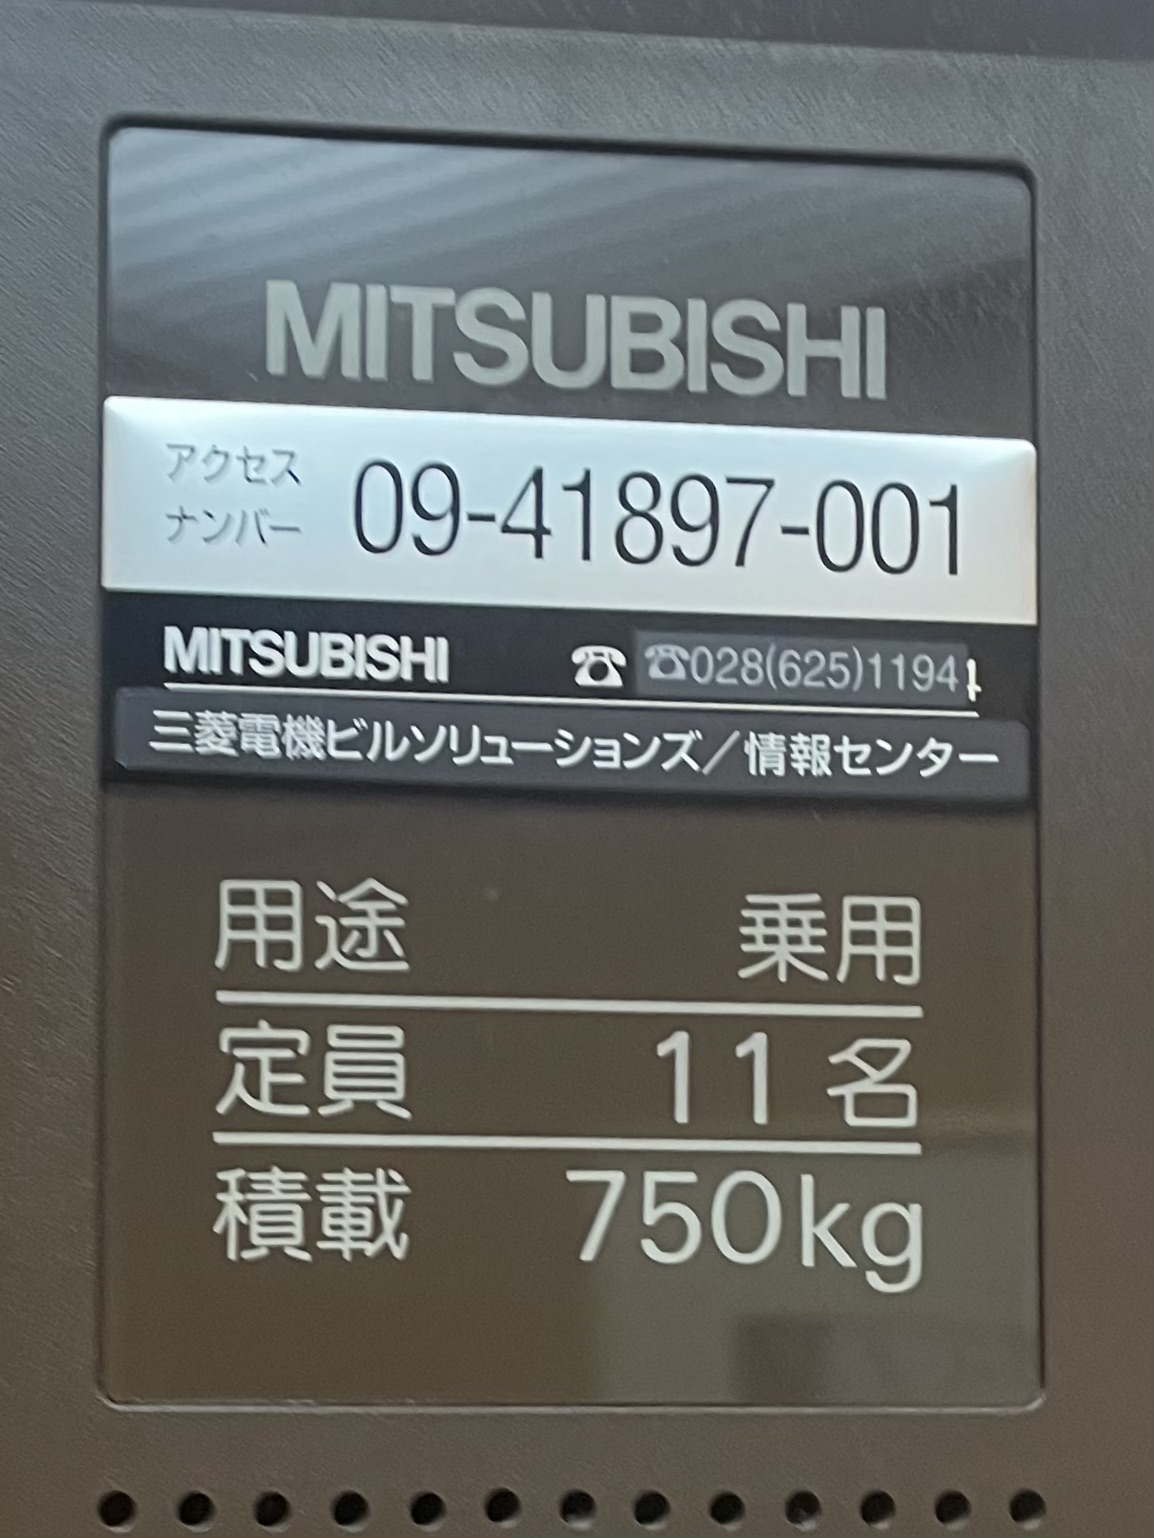 MITSUBISHI
アクセス
ナンバー 09-41897-001
MITSUBISHI ☎ ☎028(625)1194
三菱電機ビルソリューションズ/情報センター
用途 乗用
定員 11名
積載 750kg